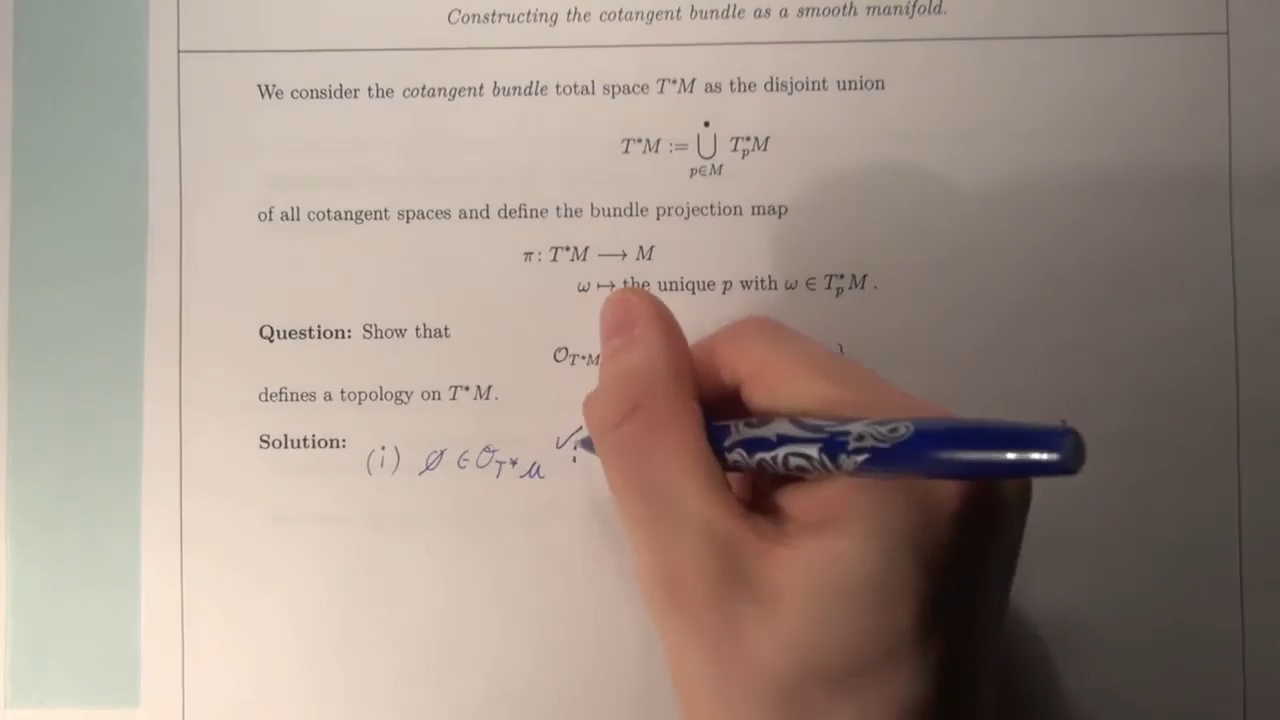 Constructing the cotangent bundle as a smooth manifold.
We consider the cotangent bundle total space T*M as the disjoint union
T*M := ⋃̇ T*ₚM
p∈M
of all cotangent spaces and define the bundle projection map
π: T*M ⟶ M
ω ↦ the unique p with ω ∈ T*ₚM .
Question: Show that
𝒪_T*M }
defines a topology on T*M.
Solution: (i) ∅ ∈ 𝒪_T*M ✓